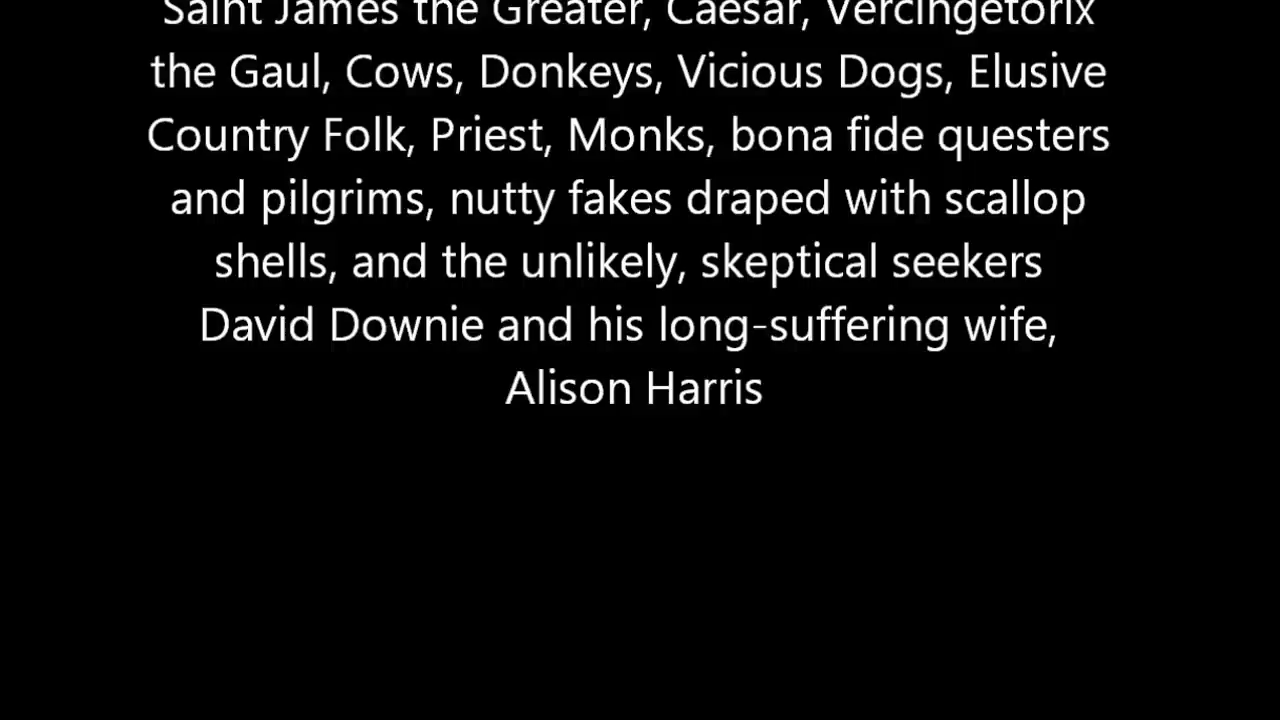 Saint James the Greater, Caesar, Vercingetorix
the Gaul, Cows, Donkeys, Vicious Dogs, Elusive
Country Folk, Priest, Monks, bona fide questers
and pilgrims, nutty fakes draped with scallop
shells, and the unlikely, skeptical seekers
David Downie and his long-suffering wife,
Alison Harris